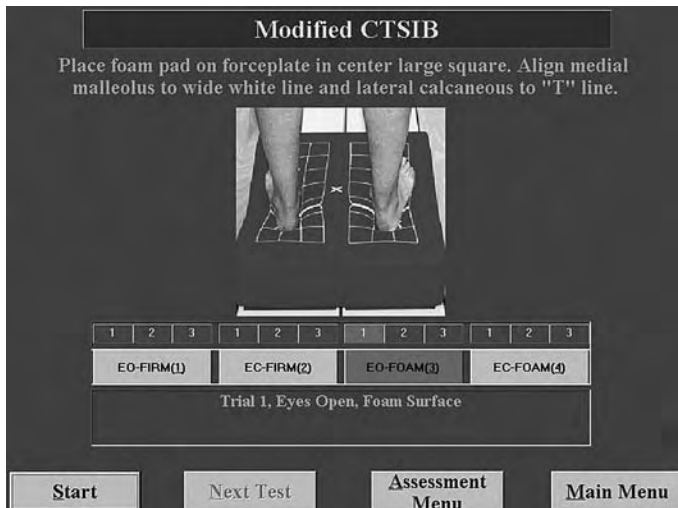 Modified CTSIB
Place foam pad on forceplate in center large square. Align medial
malleolus to wide white line and lateral calcaneous to "T" line.
1 2 3 1 2 3 1 2 3 1 2 3
EO-FIRM(1) EC-FIRM(2) EO-FOAM(3) EC-FOAM(4)
Trial 1, Eyes Open, Foam Surface
Start Next Test Assessment Menu Main Menu